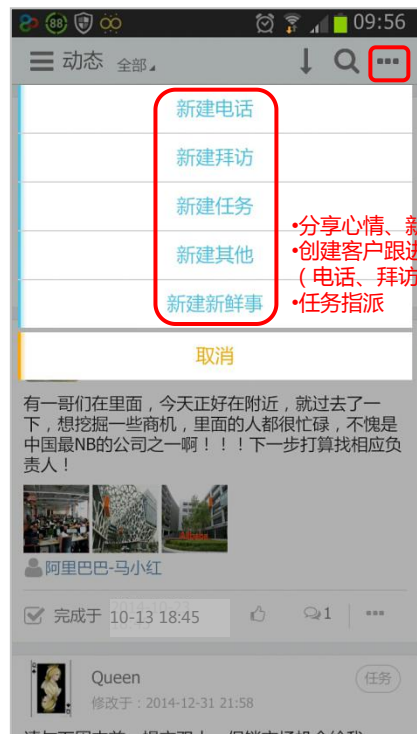 88
09:56
动态 全部
新建电话
新建拜访
新建任务
新建其他
新建新鲜事
取消
•分享心情、新
•创建客户跟进
（电话、拜访
•任务指派
有一哥们在里面，今天正好在附近，就过去了一
下，想挖掘一些商机，里面的人都很忙碌，不愧是
中国最NB的公司之一啊！！！下一步打算找相应负
责人！
阿里巴巴-马小红
完成于 10-13 18:45 1
Queen
任务
修改于：2014-12-31 21:58